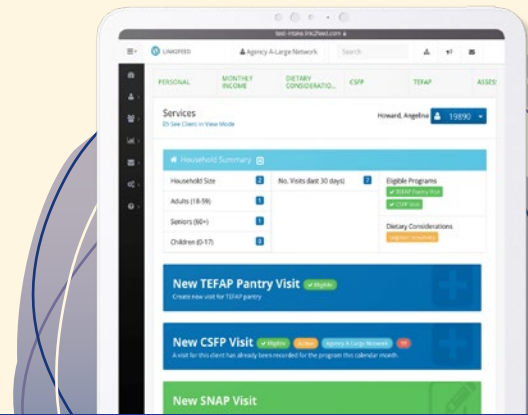 test-intake.link2feed.com
LINK2FEED
Agency A-Large Network
Search
PERSONAL
MONTHLY INCOME
DIETARY CONSIDERATIO...
CSFP
TEFAP
ASSES
Services
See Client in View Mode
Howard, Angelina
19890
Household Summary
Household Size 2
Adults (18-59) 1
Seniors (60+) 1
Children (0-17) 0
No. Visits (last 30 days) 7
Eligible Programs
TEFAP Pantry Visit
CSFP Visit
Dietary Considerations
New TEFAP Pantry Visit Eligible
Create new visit for TEFAP pantry
New CSFP Visit Eligible Active Agency A-Large Network
A visit for this client has already been recorded for the program this calendar month.
New SNAP Visit